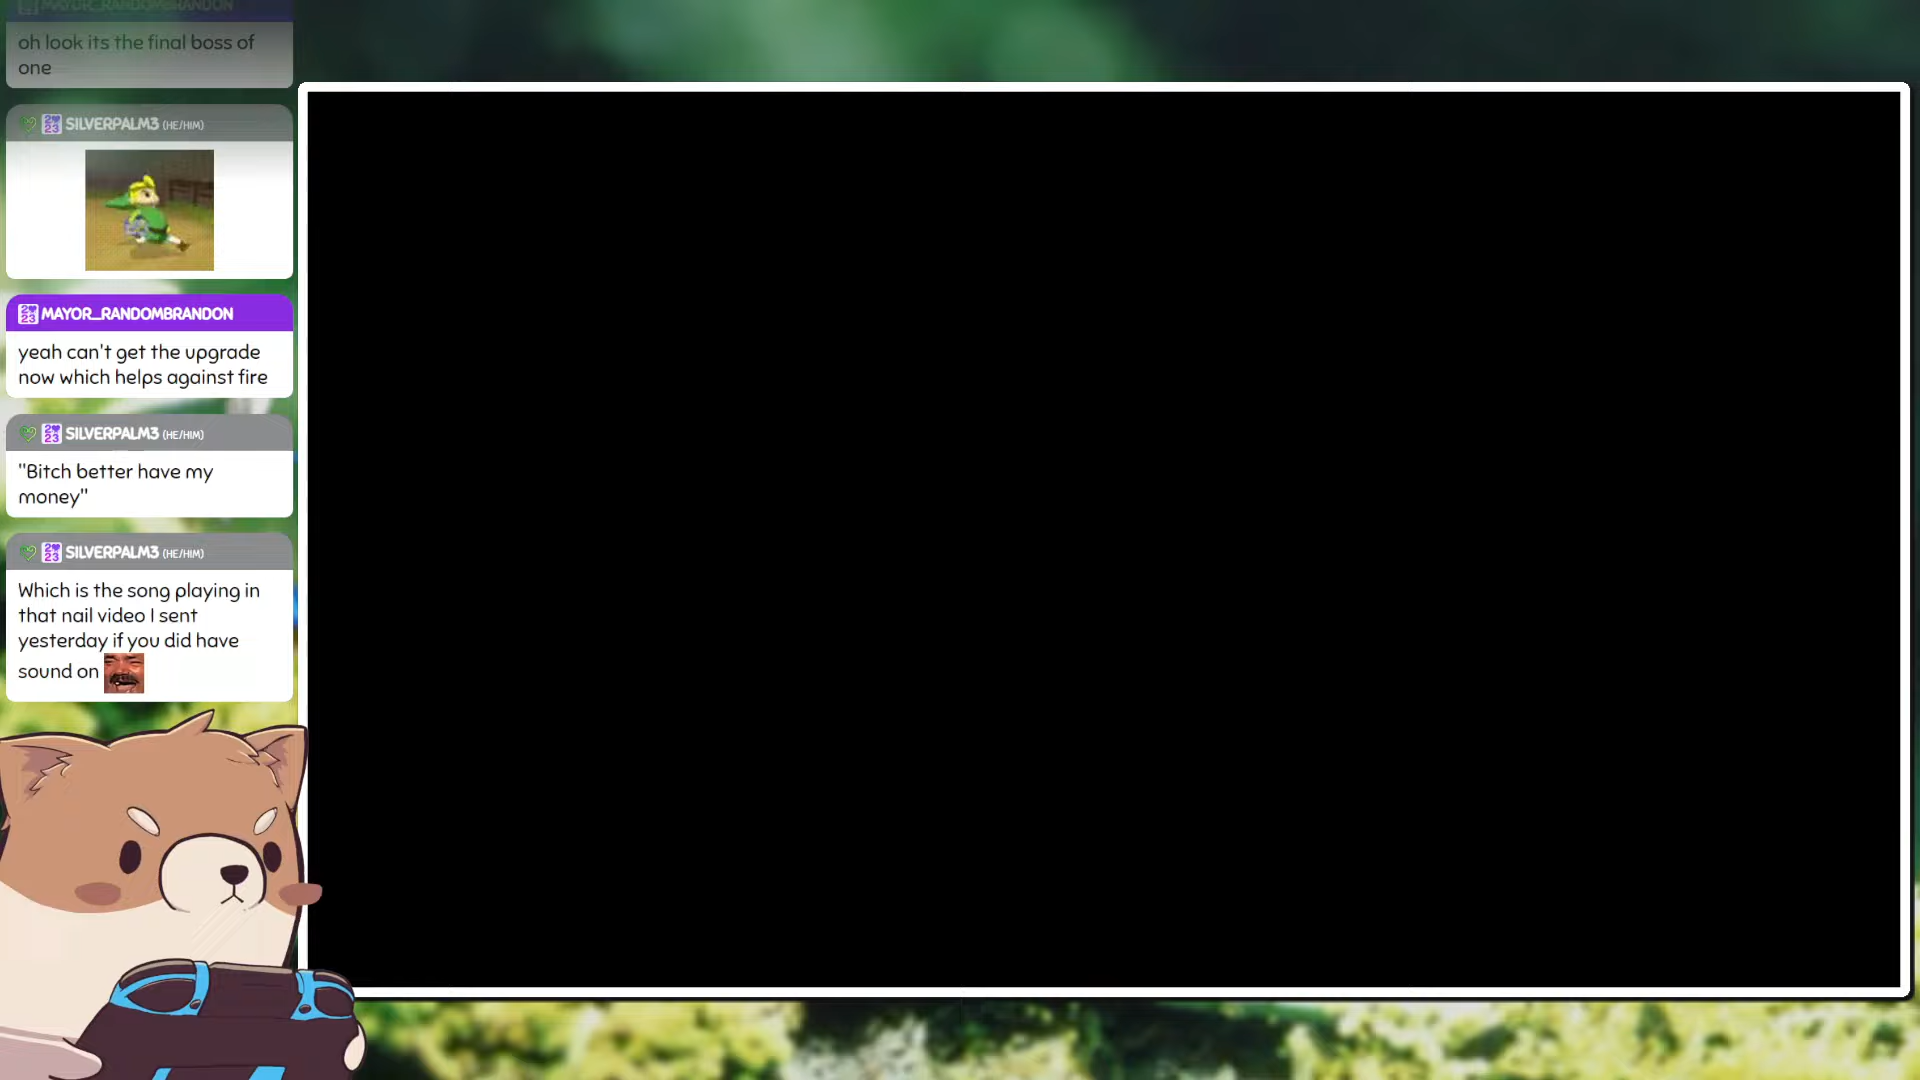 MAYOR_RANDOMBRANDON
oh look its the final boss of
one
SILVERPALM3 (HE/HIM)
MAYOR_RANDOMBRANDON
yeah can't get the upgrade
now which helps against fire
SILVERPALM3 (HE/HIM)
"Bitch better have my
money"
SILVERPALM3 (HE/HIM)
Which is the song playing in
that nail video I sent
yesterday if you did have
sound on